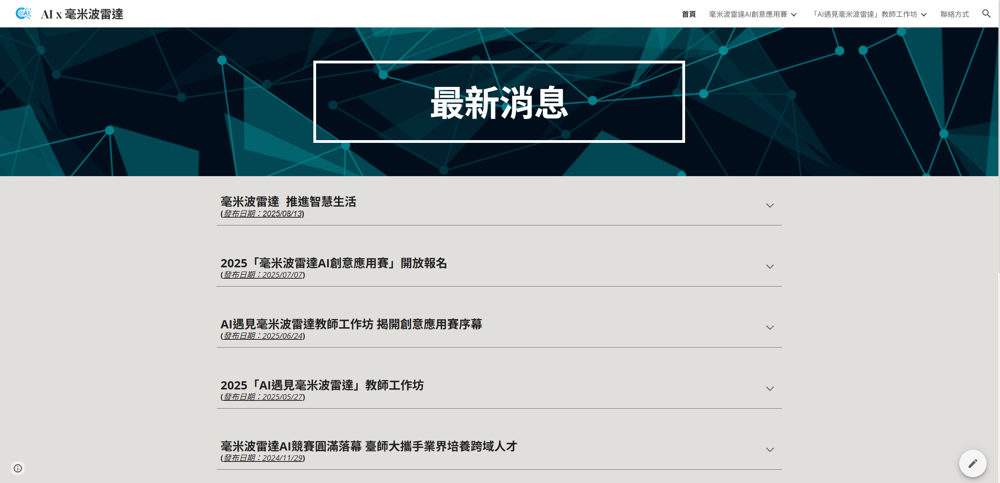 AI
AI x 毫米波雷達
首頁
毫米波雷達AI創意應用賽
「AI遇見毫米波雷達」教師工作坊
聯絡方式
最新消息
毫米波雷達 推進智慧生活
(發布日期：2025/08/13)
2025「毫米波雷達AI創意應用賽」開放報名
(發布日期：2025/07/07)
AI遇見毫米波雷達教師工作坊 揭開創意應用賽序幕
(發布日期：2025/06/24)
2025「AI遇見毫米波雷達」教師工作坊
(發布日期：2025/05/27)
毫米波雷達AI競賽圓滿落幕 臺師大攜手業界培養跨域人才
(發布日期：2024/11/29)